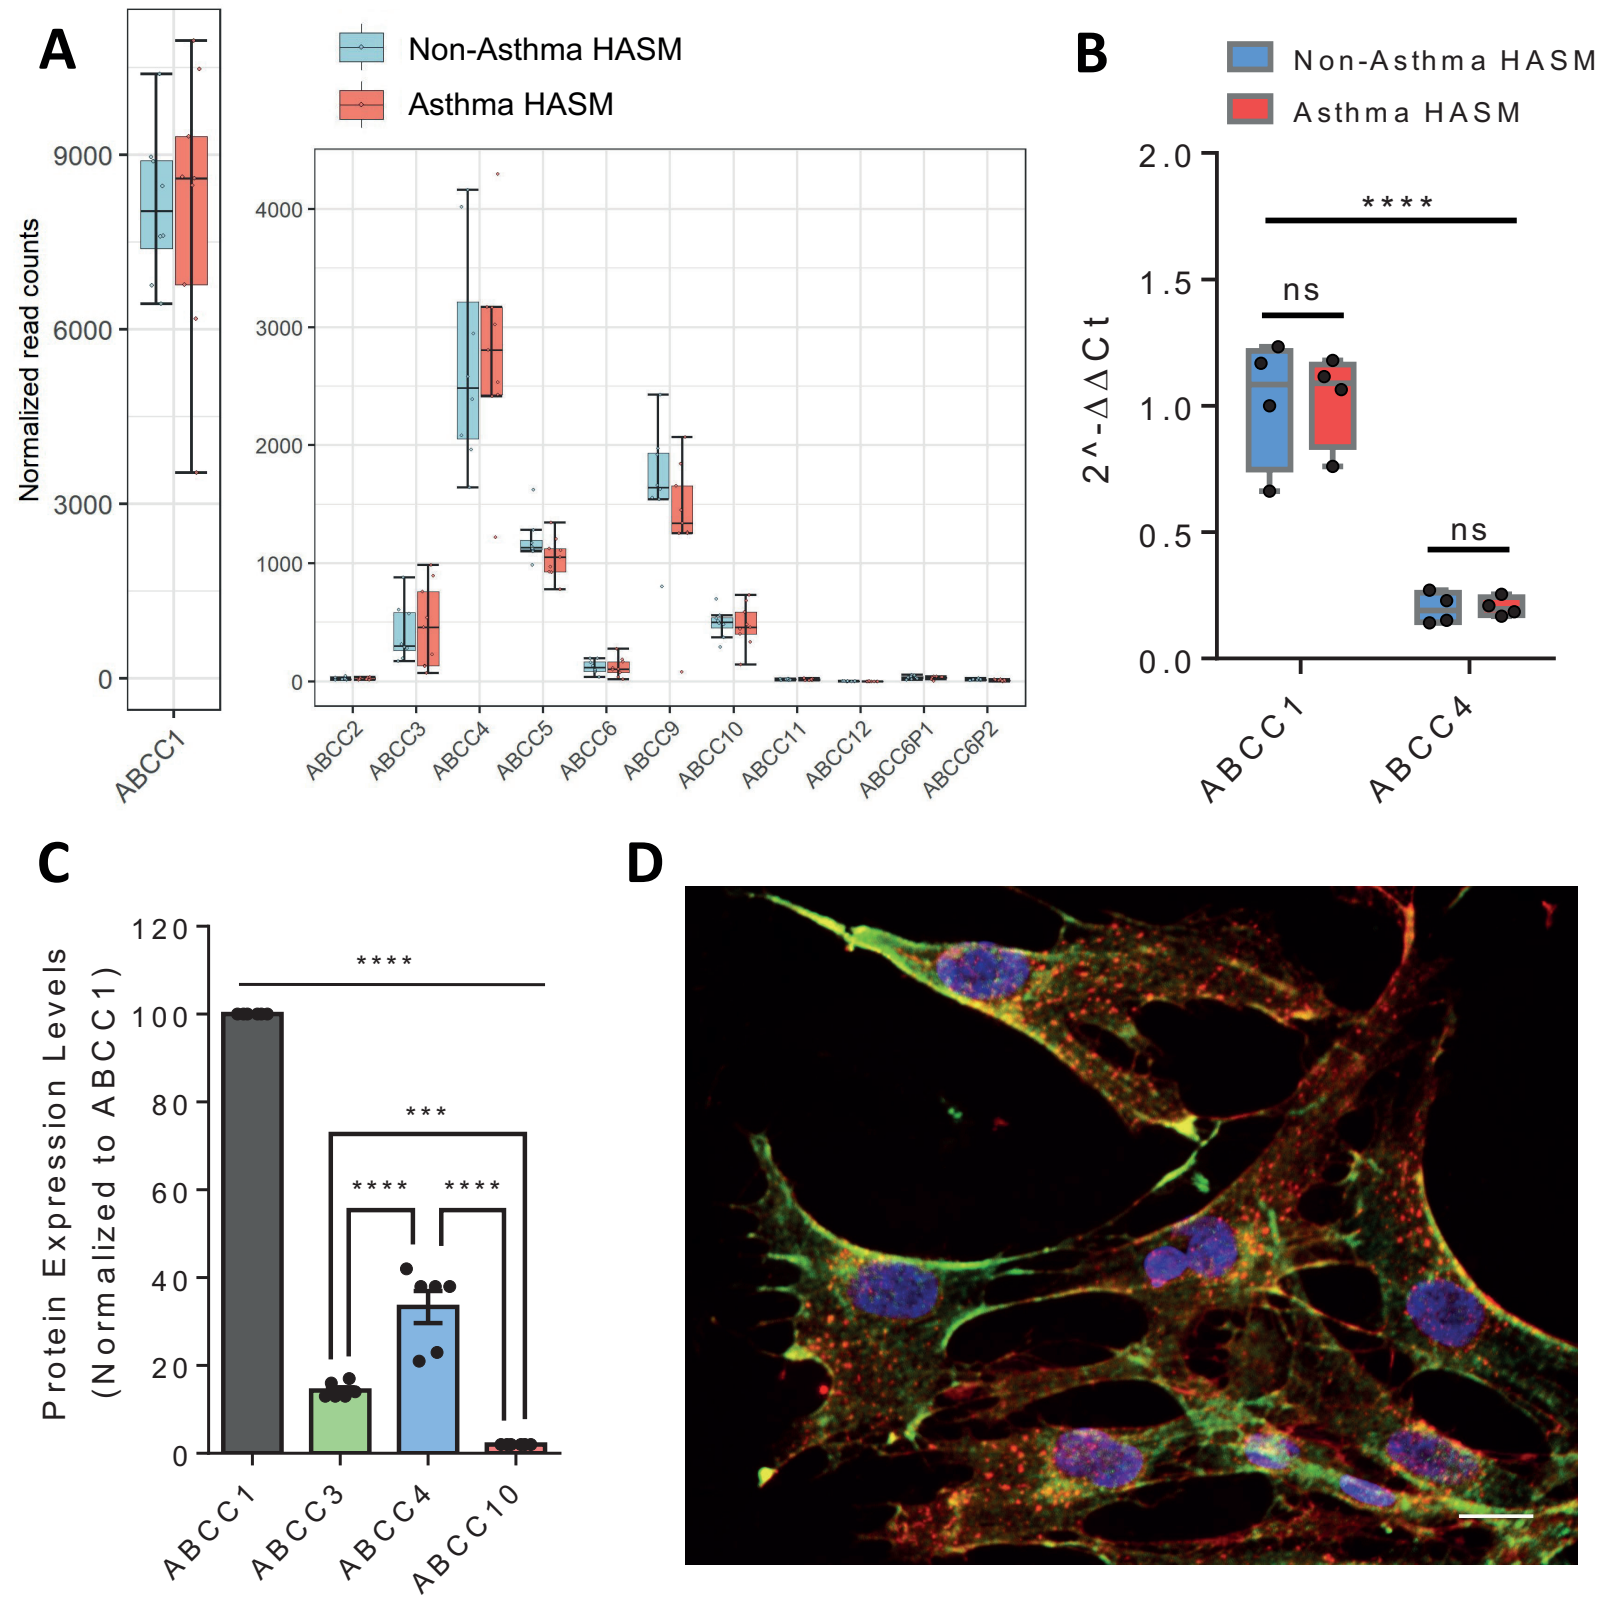 A
Non-Asthma HASM
Asthma HASM
Normalized read counts
9000
6000
3000
0
ABCC1
4000
3000
2000
1000
0
ABCC2
ABCC3
ABCC4
ABCC5
ABCC6
ABCC9
ABCC10
ABCC11
ABCC12
ABCC6P1
ABCC6P2
B
Non-Asthma HASM
Asthma HASM
2^-ΔΔCt
2.0
1.5
1.0
0.5
0.0
****
ns
ns
ABCC1
ABCC4
C
Protein Expression Levels
(Normalized to ABCC1)
120
100
80
60
40
20
0
****
***
****
****
ABCC1
ABCC3
ABCC4
ABCC10
D